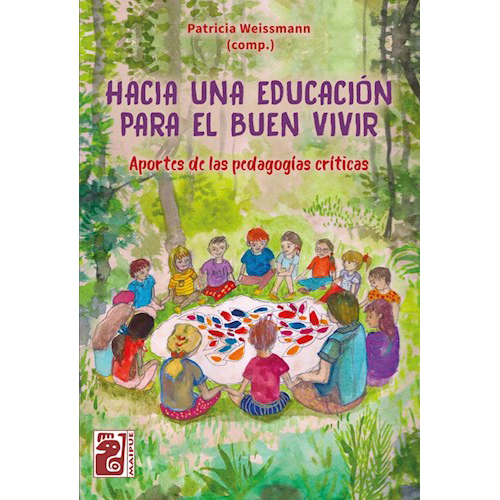 Patricia Weissmann
(comp.)
HACIA UNA EDUCACIÓN
PARA EL BUEN VIVIR
Aportes de las pedagogías críticas
MAIPUE